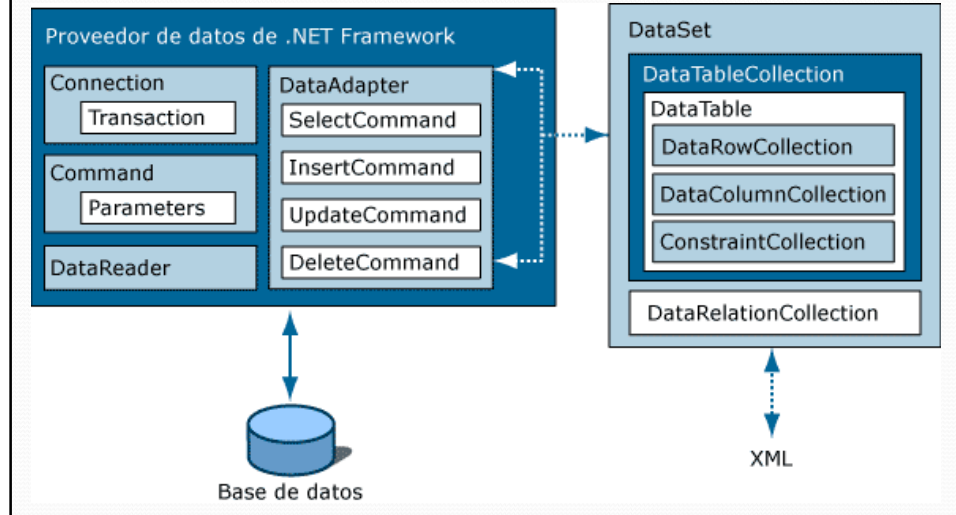 Proveedor de datos de .NET Framework
Connection
Transaction
Command
Parameters
DataReader
DataAdapter
SelectCommand
InsertCommand
UpdateCommand
DeleteCommand
Base de datos
DataSet
DataTableCollection
DataTable
DataRowCollection
DataColumnCollection
ConstraintCollection
DataRelationCollection
XML